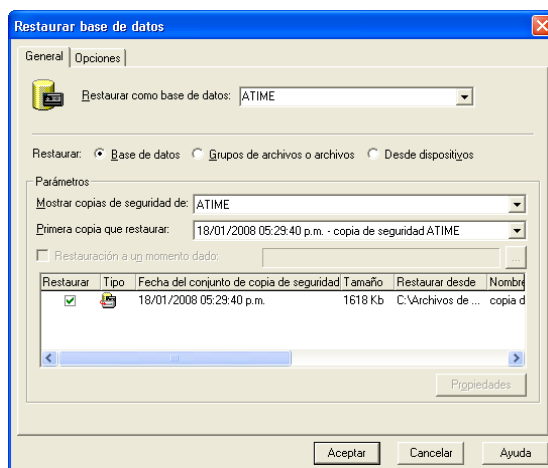 Restaurar base de datos
General
Opciones
Restaurar como base de datos: ATIME
Restaurar: Base de datos Grupos de archivos o archivos Desde dispositivos
Parámetros
Mostrar copias de seguridad de: ATIME
Primera copia que restaurar: 18/01/2008 05:29:40 p.m. - copia de seguridad ATIME
Restauración a un momento dado: ...
Restaurar Tipo Fecha del conjunto de copia de seguridad Tamaño Restaurar desde Nombre
18/01/2008 05:29:40 p.m. 1618 Kb C:\Archivos de ... copia d
Propiedades
Aceptar Cancelar Ayuda